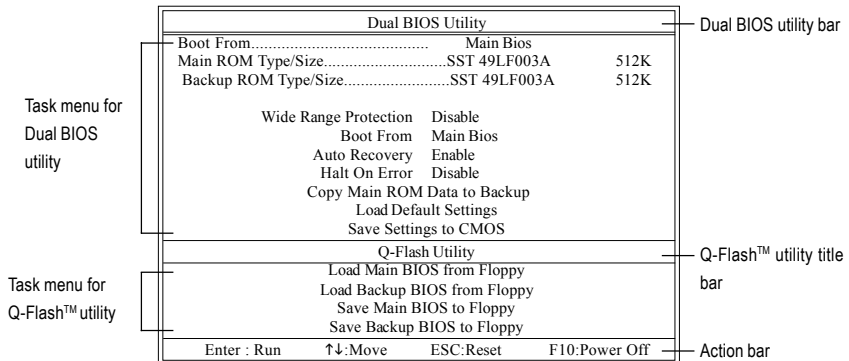 Dual BIOS Utility
Dual BIOS utility bar
Boot From........................................ Main Bios
Main ROM Type/Size.............................SST 49LF003A 512K
Backup ROM Type/Size.........................SST 49LF003A 512K
Wide Range Protection Disable
Boot From Main Bios
Auto Recovery Enable
Halt On Error Disable
Copy Main ROM Data to Backup
Load Default Settings
Save Settings to CMOS
Task menu for
Dual BIOS
utility
Q-Flash Utility
Q-Flash™ utility title
bar
Load Main BIOS from Floppy
Load Backup BIOS from Floppy
Save Main BIOS to Floppy
Save Backup BIOS to Floppy
Task menu for
Q-Flash™ utility
Enter : Run ↑↓:Move ESC:Reset F10:Power Off
Action bar